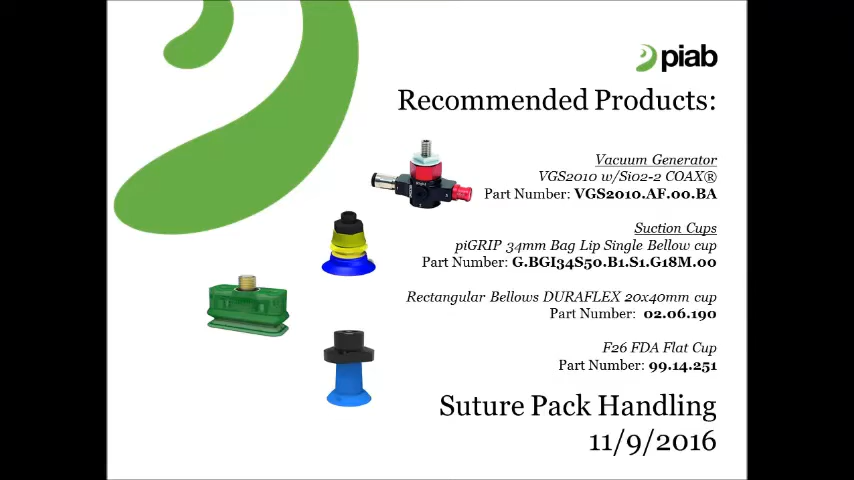 piab
Recommended Products:
Vacuum Generator
VGS2010 w/Si02-2 COAX®
Part Number: VGS2010.AF.00.BA
Suction Cups
piGRIP 34mm Bag Lip Single Bellow cup
Part Number: G.BGI34S50.B1.S1.G18M.00
Rectangular Bellows DURAFLEX 20x40mm cup
Part Number: 02.06.190
F26 FDA Flat Cup
Part Number: 99.14.251
Suture Pack Handling
11/9/2016